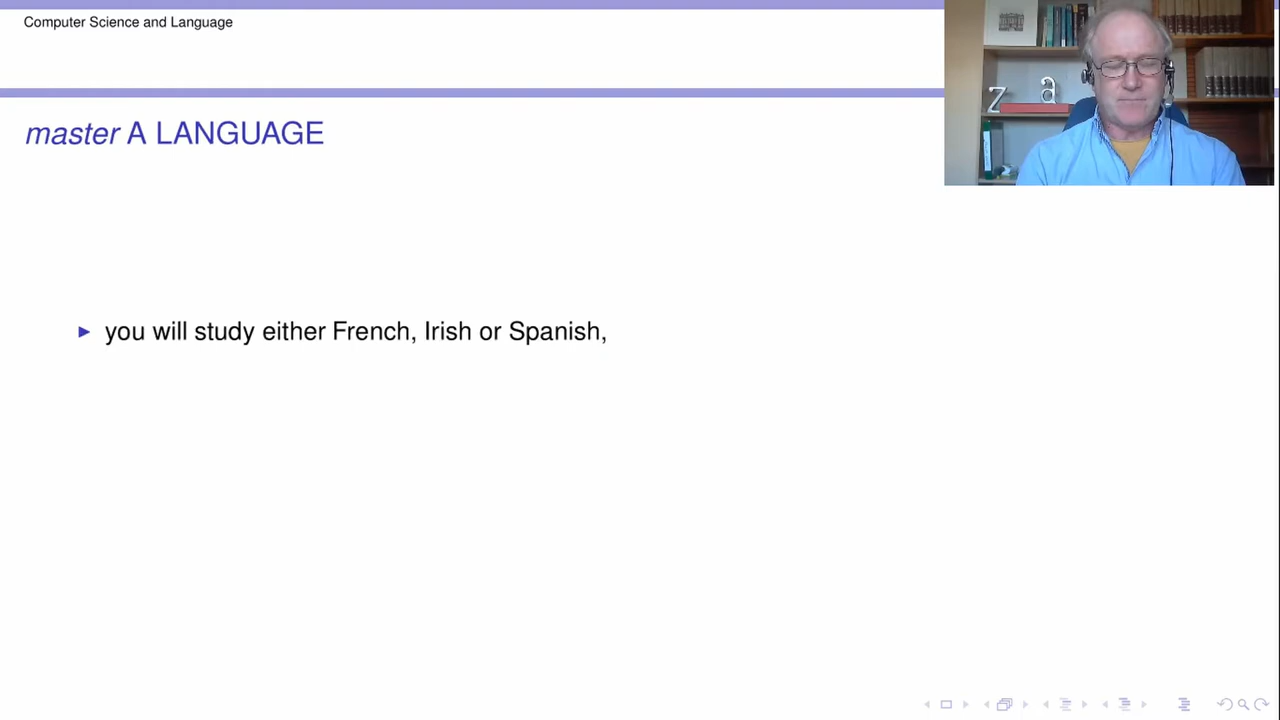 Computer Science and Language
master A LANGUAGE
you will study either French, Irish or Spanish,
z a